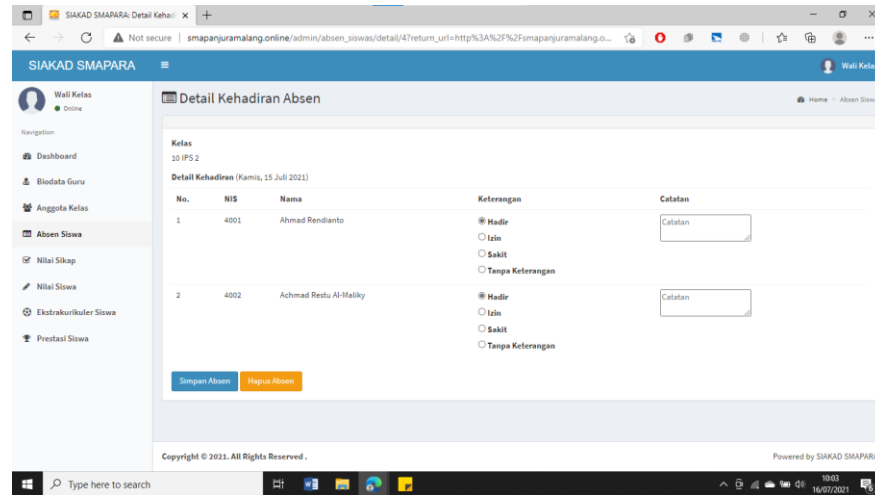 SIAKAD SMAPARA: Detail Kehadi
Not secure | smapanjuramalang.online/admin/absen_siswas/detail/4?return_url=http%3A%2F%2Fsmapanjuramalang.o...
SIAKAD SMAPARA
Wali Kela
Wali Kelas
Online
Detail Kehadiran Absen
Home > Absen Sisw
Navigation
Dashboard
Biodata Guru
Anggota Kelas
Absen Siswa
Nilai Sikap
Nilai Siswa
Ekstrakurikuler Siswa
Prestasi Siswa
Kelas
10 IPS 2
Detail Kehadiran (Kamis, 15 Juli 2021)
No. NIS Nama Keterangan Catatan
1 4001 Ahmad Rendianto Hadir Catatan
Izin
Sakit
Tanpa Keterangan
2 4002 Achmad Restu Al-Maliky Hadir Catatan
Izin
Sakit
Tanpa Keterangan
Simpan Absen Hapus Absen
Copyright © 2021. All Rights Reserved .
Powered by SIAKAD SMAPARA
Type here to search
10:03
16/07/2021